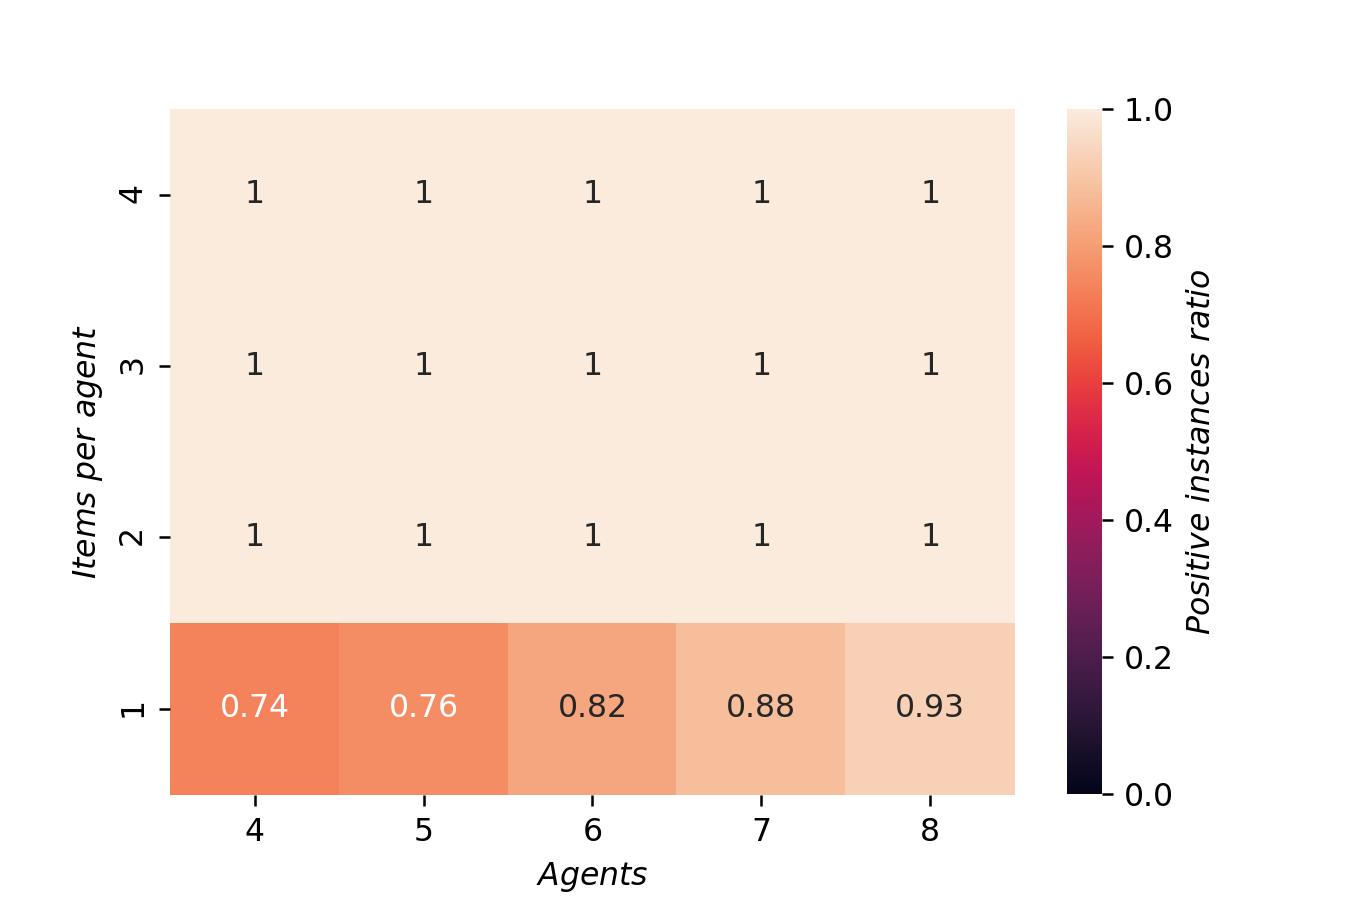 1.0
4 1 1 1 1 1
0.8
3 1 1 1 1 1
0.6
Items per agent
Positive instances ratio
2 1 1 1 1 1
0.4
0.2
1 0.74 0.76 0.82 0.88 0.93
0.0
4 5 6 7 8
Agents